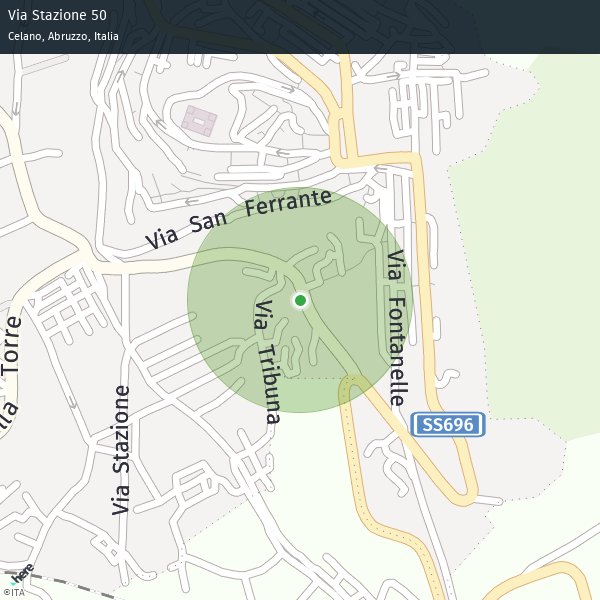 Via Stazione 50
Celano, Abruzzo, Italia
Via San Ferrante
Via Fontanelle
Via Tribuna
lla Torre
Via Stazione
SS696
here
©ITA